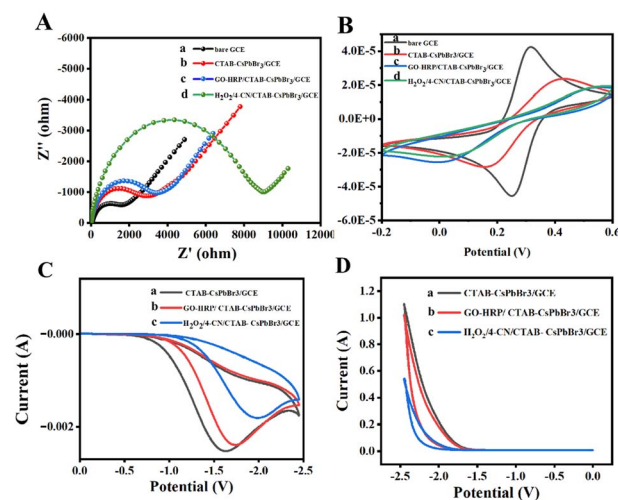 A
-6000
-5000
-4000
-3000
-2000
-1000
0
Z'' (ohm)
0 2000 4000 6000 8000 10000 12000
Z' (ohm)
a bare GCE
b CTAB-CsPbBr3/GCE
c GO-HRP/CTAB-CsPbBr3/GCE
d H2O2/4-CN/CTAB-CsPbBr3/GCE
B
4.0E-5
2.0E-5
0.0E+0
-2.0E-5
-4.0E-5
-6.0E-5
-0.2 0.0 0.2 0.4 0.6
Potential (V)
a bare GCE
b CTAB-CsPbBr3/GCE
c GO-HRP/CTAB-CsPbBr3/GCE
d H2O2/4-CN/CTAB-CsPbBr3/GCE
C
a CTAB-CsPbBr3/GCE
b GO-HRP/ CTAB-CsPbBr3/GCE
c H2O2/4-CN/CTAB- CsPbBr3/GCE
-0.000
-0.002
Current (A)
0.0 -0.5 -1.0 -1.5 -2.0 -2.5
Potential (V)
D
a CTAB-CsPbBr3/GCE
b GO-HRP/ CTAB-CsPbBr3/GCE
c H2O2/4-CN/CTAB- CsPbBr3/GCE
1.2
1.0
0.8
0.6
0.4
0.2
0.0
Current (A)
-2.5 -2.0 -1.5 -1.0 -0.5 0.0
Potential (V)